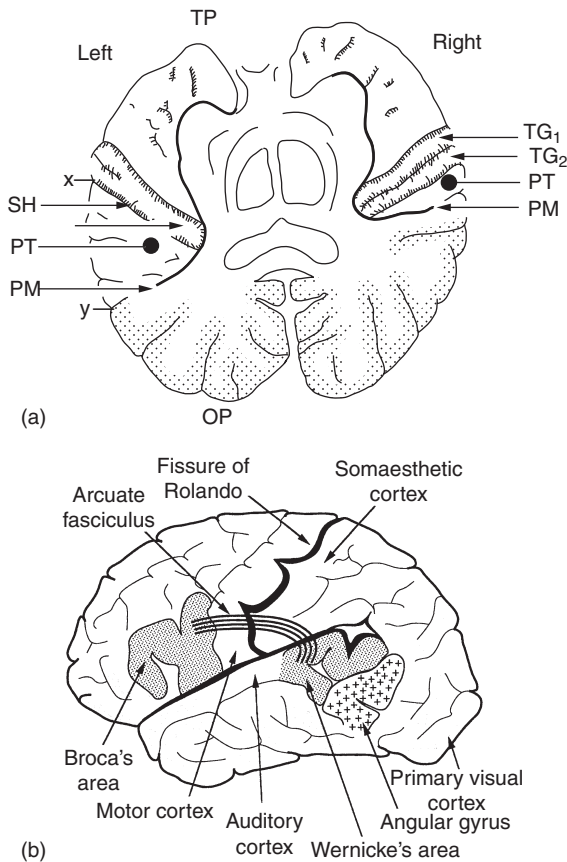 TP
Left
Right
TG1
TG2
PT
PM
x
SH
PT
PM
y
OP
(a)
Fissure of
Rolando
Somaesthetic
cortex
Arcuate
fasciculus
Broca's
area
Motor cortex
Auditory
cortex
Wernicke's area
Angular gyrus
Primary visual
cortex
(b)